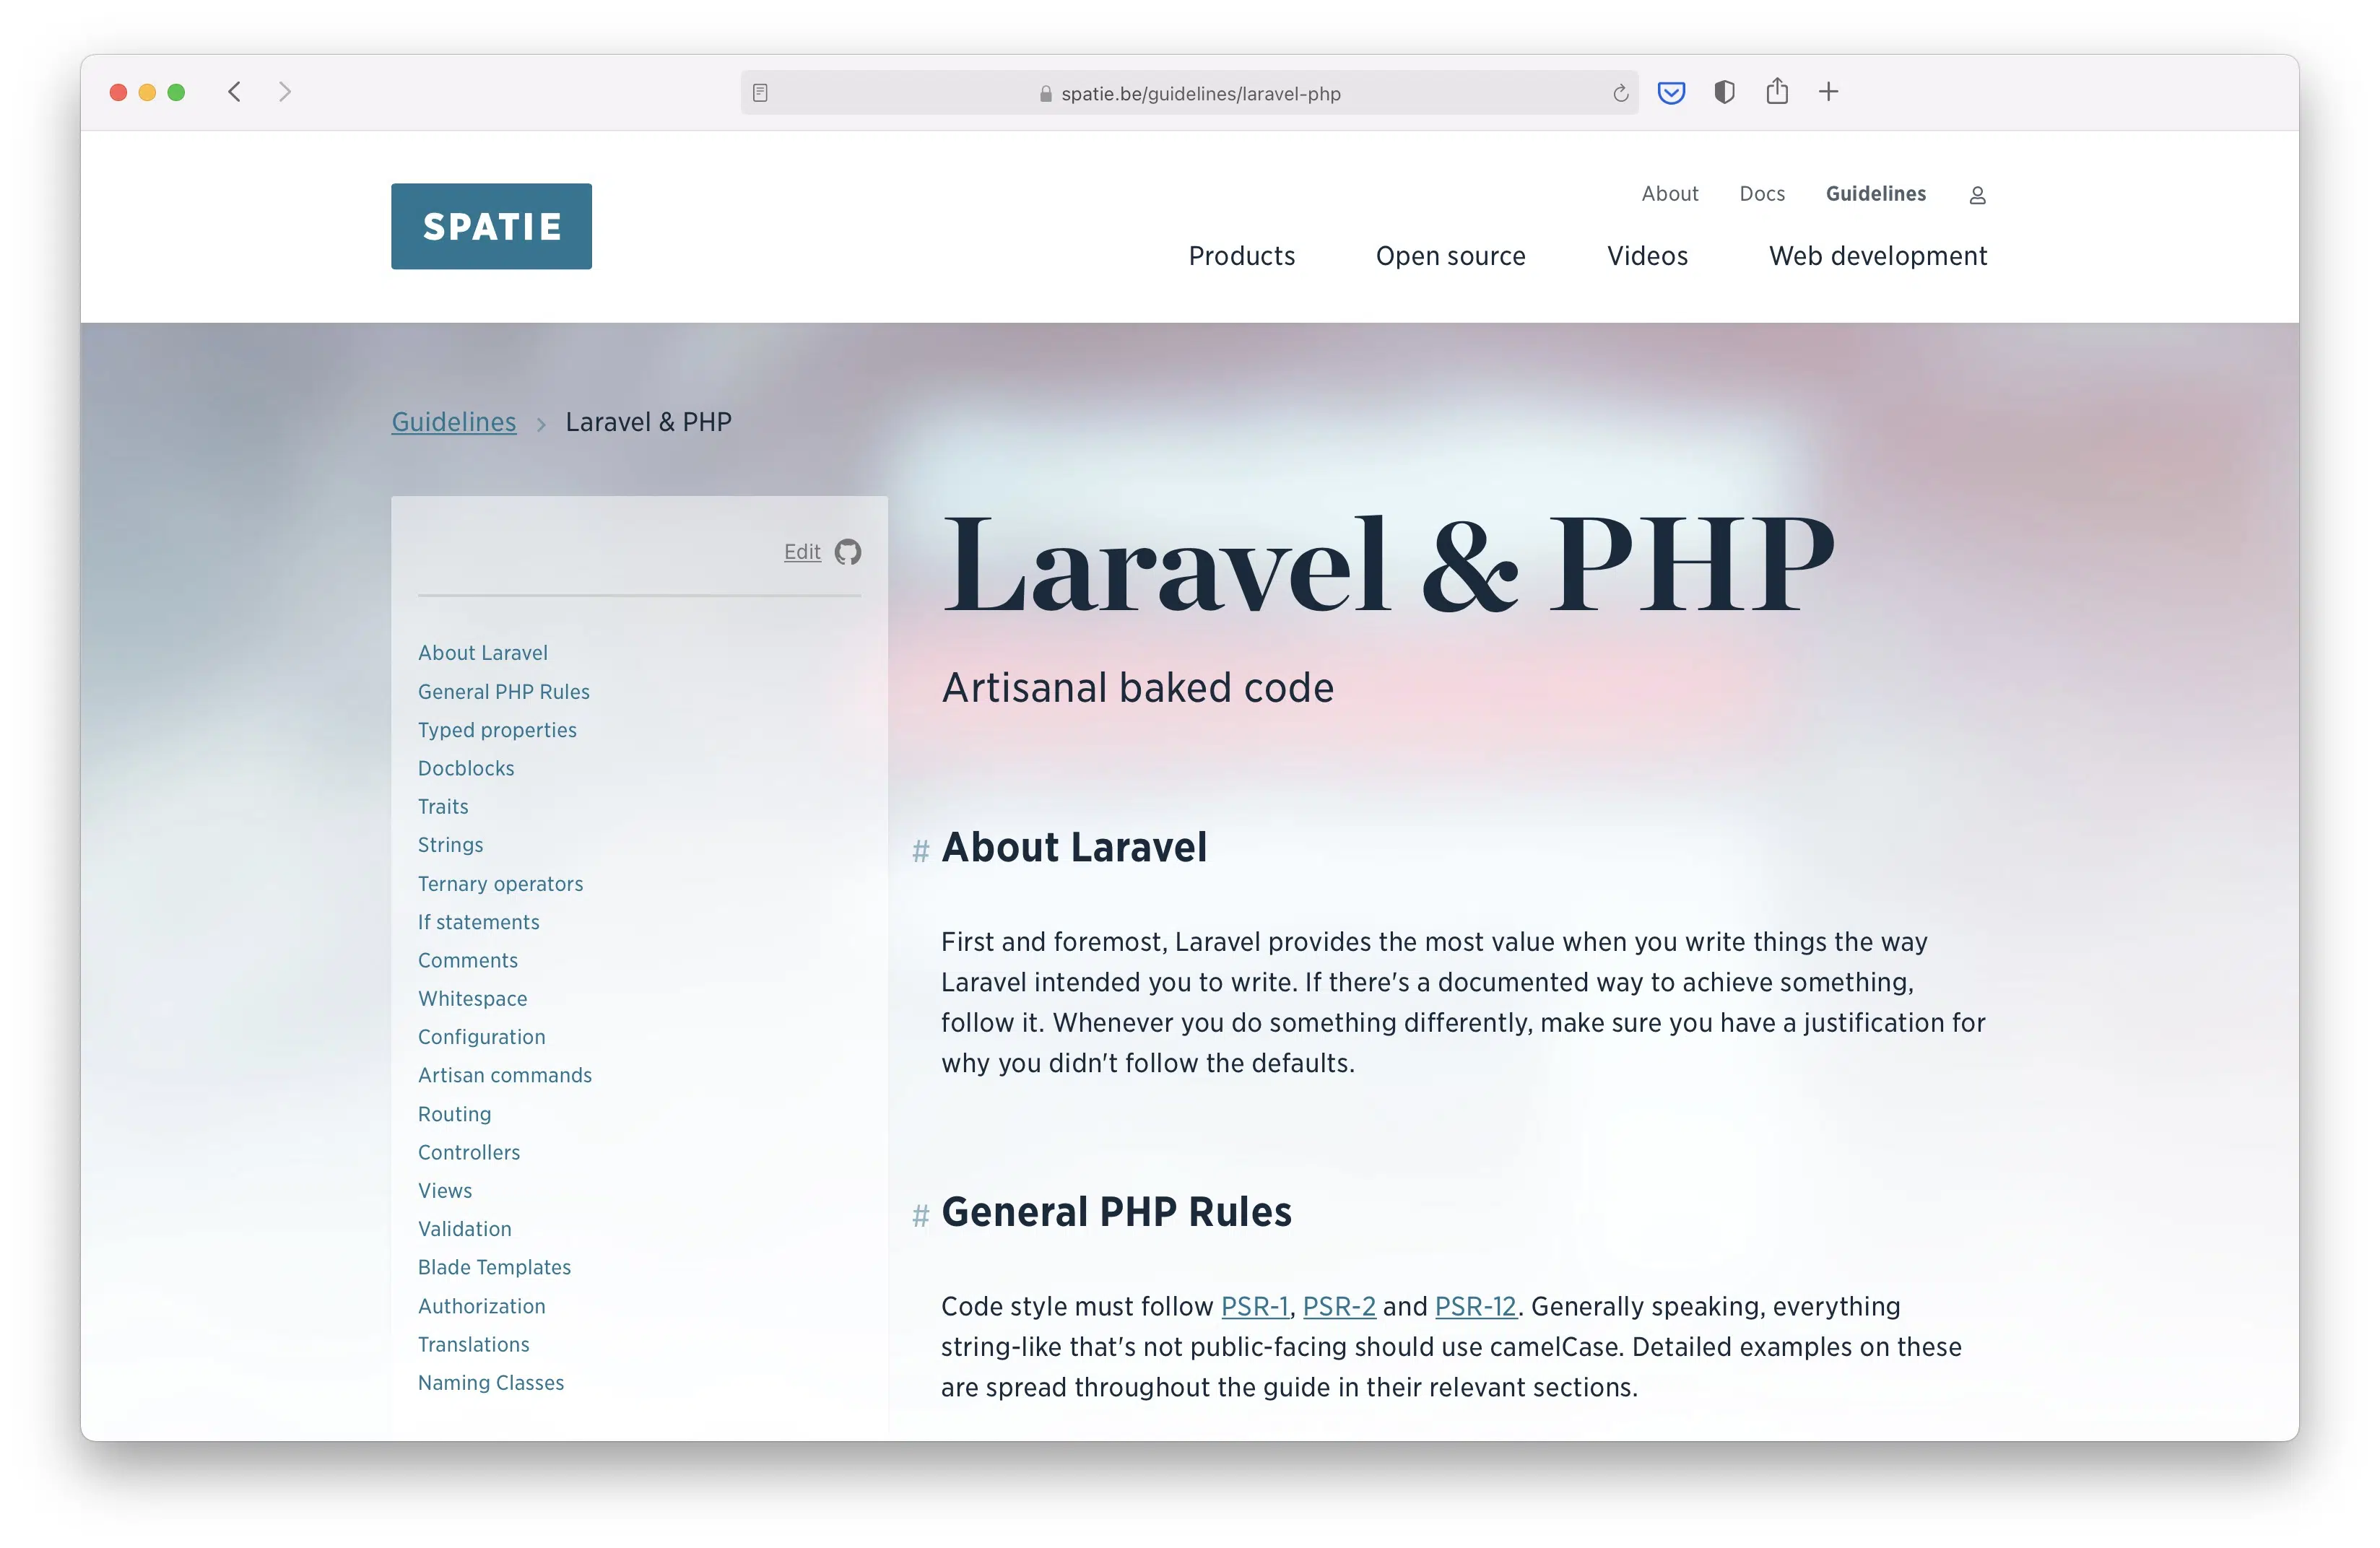 spatie.be/guidelines/laravel-php
SPATIE
About Docs Guidelines
Products Open source Videos Web development
Guidelines > Laravel & PHP
Edit
About Laravel
General PHP Rules
Typed properties
Docblocks
Traits
Strings
Ternary operators
If statements
Comments
Whitespace
Configuration
Artisan commands
Routing
Controllers
Views
Validation
Blade Templates
Authorization
Translations
Naming Classes
Laravel & PHP
Artisanal baked code
# About Laravel
First and foremost, Laravel provides the most value when you write things the way
Laravel intended you to write. If there's a documented way to achieve something,
follow it. Whenever you do something differently, make sure you have a justification for
why you didn't follow the defaults.
# General PHP Rules
Code style must follow PSR-1, PSR-2 and PSR-12. Generally speaking, everything
string-like that's not public-facing should use camelCase. Detailed examples on these
are spread throughout the guide in their relevant sections.